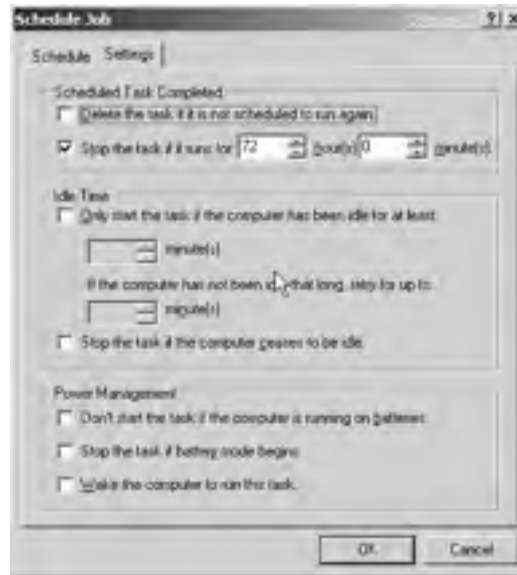 Schedule Job
Schedule Settings
Scheduled Task Completed
Delete the task if it is not scheduled to run again.
Stop the task if it runs for 72 hour(s) 0 minute(s).
Idle Time
Only start the task if the computer has been idle for at least:
minute(s)
If the computer has not been idle that long, retry for up to:
minute(s)
Stop the task if the computer ceases to be idle.
Power Management
Don't start the task if the computer is running on batteries.
Stop the task if battery mode begins.
Wake the computer to run this task.
OK Cancel